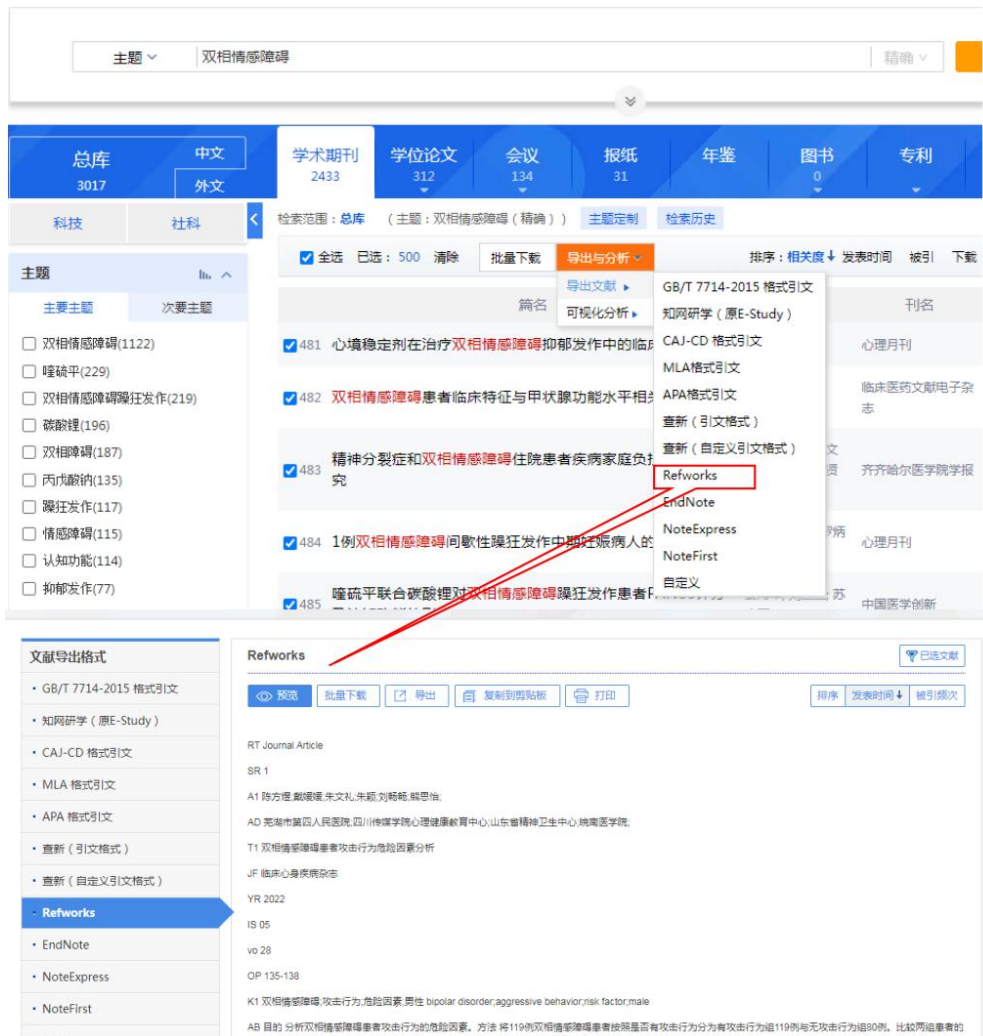 主题 双相情感障碍 精确
总库 3017 中文 外文 学术期刊 2433 学位论文 312 会议 134 报纸 31 年鉴 图书 0 专利
科技 社科 检索范围：总库 （主题：双相情感障碍（精确）） 主题定制 检索历史
全选 已选：500 清除 批量下载 导出与分析 排序：相关度↓ 发表时间 被引 下载
主题
主要主题 次要主题
双相情感障碍(1122)
喹硫平(229)
双相情感障碍躁狂发作(219)
碳酸锂(196)
双相障碍(187)
丙戊酸钠(135)
躁狂发作(117)
情感障碍(115)
认知功能(114)
抑郁发作(77)
篇名 刊名
导出文献
可视化分析
GB/T 7714-2015 格式引文
知网研学（原E-Study）
CAJ-CD 格式引文
MLA格式引文
APA格式引文
查新（引文格式）
查新（自定义引文格式）
Refworks
EndNote
NoteExpress
NoteFirst
自定义
481 心境稳定剂在治疗双相情感障碍抑郁发作中的临 心理月刊
482 双相情感障碍患者临床特征与甲状腺功能水平相 临床医药文献电子杂
志
483 精神分裂症和双相情感障碍住院患者疾病家庭负 文 贤 齐齐哈尔医学院学报
究
484 1例双相情感障碍间歇性躁狂发作中期妊娠病人的 炳 心理月刊
485 喹硫平联合碳酸锂对双相情感障碍躁狂发作患者 苏 中国医学创新
文献导出格式
GB/T 7714-2015 格式引文
知网研学（原E-Study）
CAJ-CD 格式引文
MLA 格式引文
APA 格式引文
查新（引文格式）
查新（自定义引文格式）
Refworks
EndNote
NoteExpress
NoteFirst
Refworks 已选文献
预览 批量下载 导出 复制到剪贴板 打印 排序 发表时间↓ 被引频次
RT Journal Article
SR 1
A1 陈方煜;戴媛媛;朱文礼;朱颖;刘畅畅;熊思怡;
AD 芜湖市第四人民医院;四川传媒学院心理健康教育中心;山东省精神卫生中心;皖南医学院;
T1 双相情感障碍患者攻击行为危险因素分析
JF 临床心身疾病杂志
YR 2022
IS 05
vo 28
OP 135-138
K1 双相情感障碍;攻击行为;危险因素;男性 bipolar disorder;aggressive behavior;risk factor;male
AB 目的 分析双相情感障碍患者攻击行为的危险因素。方法 将119例双相情感障碍患者按照是否有攻击行为分为有攻击行为组119例与无攻击行为组80例。比较两组患者的